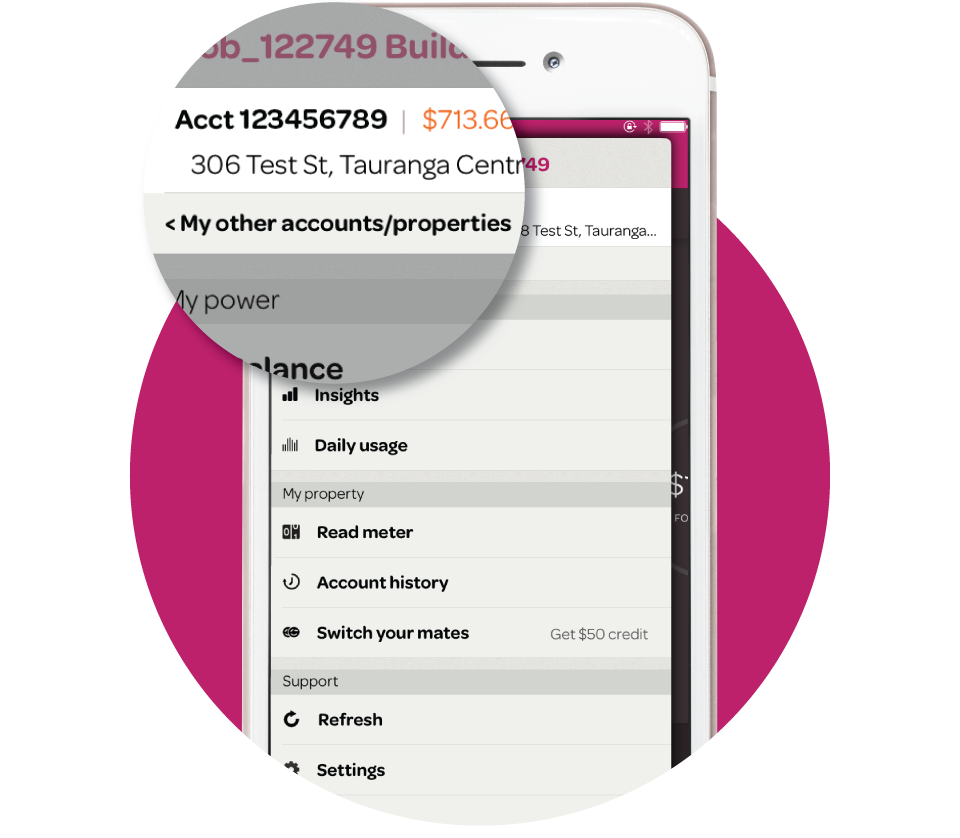 ob_122749 Build
Acct 123456789 | $713.66
306 Test St, Tauranga Centr
< My other accounts/properties
My power
alance
749
8 Test St, Tauranga...
Insights
Daily usage
My property
Read meter
Account history
Switch your mates Get $50 credit
Support
Refresh
Settings
$
FO